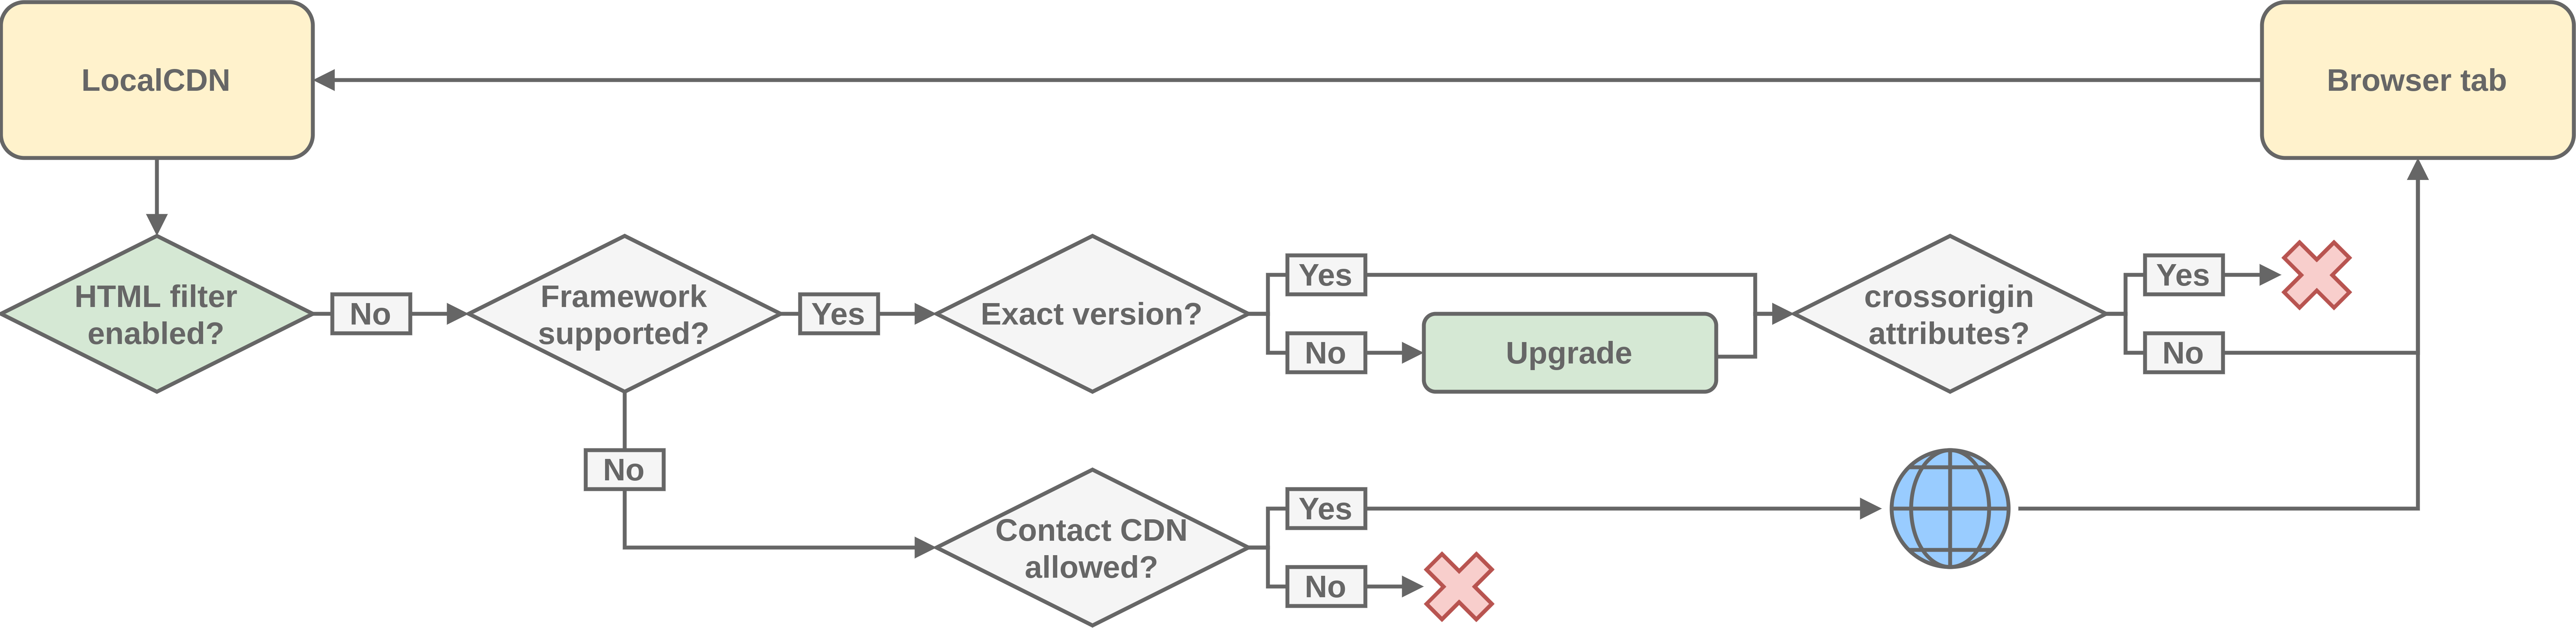 LocalCDN
Browser tab
HTML filter
enabled?
No
Framework
supported?
Yes
Exact version?
Yes
No
Upgrade
crossorigin
attributes?
Yes
No
No
Contact CDN
allowed?
Yes
No